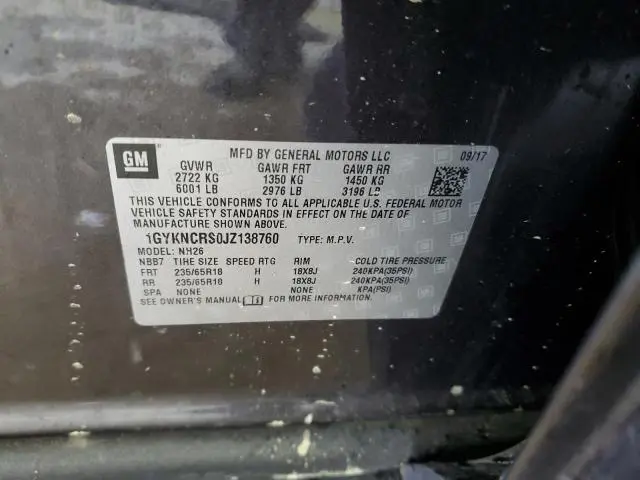 GM
MFD BY GENERAL MOTORS LLC 09/17
GVWR GAWR FRT GAWR RR
2722 KG 1350 KG 1450 KG
6001 LB 2976 LB 3196 LB
THIS VEHICLE CONFORMS TO ALL APPLICABLE U.S. FEDERAL MOTOR
VEHICLE SAFETY STANDARDS IN EFFECT ON THE DATE OF
MANUFACTURE SHOWN ABOVE.
1GYKNCRS0JZ138760 TYPE: M.P.V.
MODEL: NH26
NBB7 TIRE SIZE SPEED RTG RIM COLD TIRE PRESSURE
FRT 235/65R18 H 18X8J 240KPA(35PSI)
RR 235/65R18 H 18X8J 240KPA(35PSI)
SPA NONE NONE KPA(PSI)
SEE OWNER'S MANUAL FOR MORE INFORMATION.